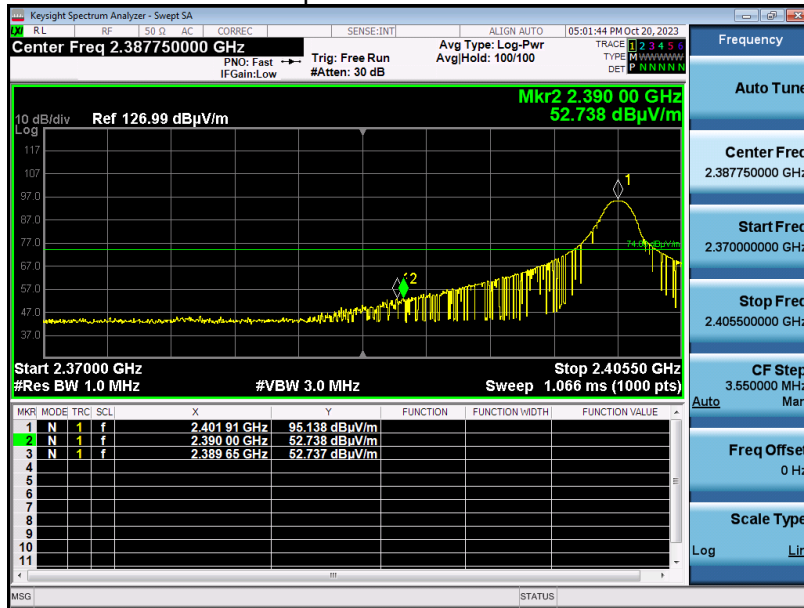 Keysight Spectrum Analyzer - Swept SA
LXI RL RF 50 Ω AC CORREC SENSE:INT ALIGN AUTO 05:01:44 PM Oct 20, 2023
Center Freq 2.387750000 GHz
PNO: Fast
IFGain:Low
Trig: Free Run
#Atten: 30 dB
Avg Type: Log-Pwr
Avg|Hold: 100/100
TRACE 1 2 3 4 5 6
TYPE M W W W W W
DET P N N N N N
Mkr2 2.390 00 GHz
52.738 dBµV/m
10 dB/div Ref 126.99 dBµV/m
Log
117
107
97.0
87.0
77.0
67.0
57.0
47.0
37.0
1
2
Start 2.37000 GHz Stop 2.40550 GHz
#Res BW 1.0 MHz #VBW 3.0 MHz Sweep 1.066 ms (1000 pts)
MKR MODE TRC SCL X Y FUNCTION FUNCTION WIDTH FUNCTION VALUE
1 N 1 f 2.401 91 GHz 95.138 dBµV/m
2 N 1 f 2.390 00 GHz 52.738 dBµV/m
3 N 1 f 2.389 65 GHz 52.737 dBµV/m
4
5
6
7
8
9
10
11
MSG STATUS
Frequency
Auto Tune
Center Freq
2.387750000 GHz
Start Freq
2.370000000 GHz
Stop Freq
2.405500000 GHz
CF Step
3.550000 MHz
Auto Man
Freq Offset
0 Hz
Scale Type
Log Lin